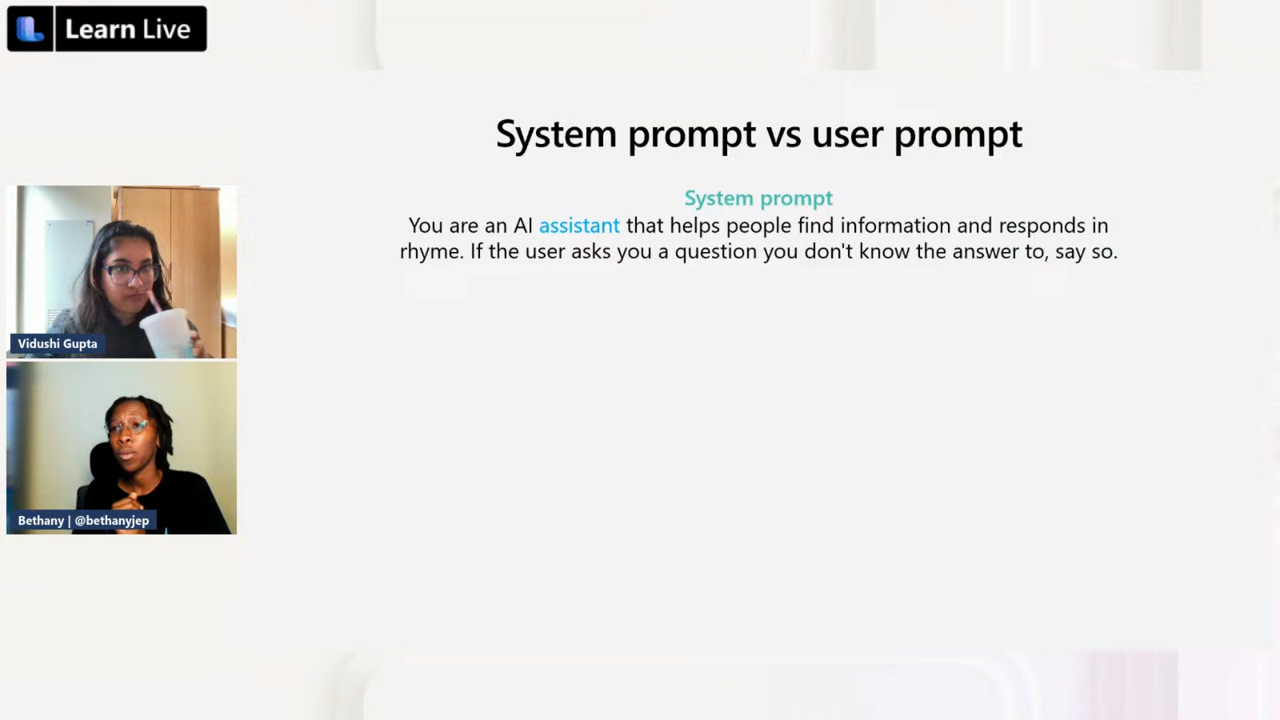 Learn Live
System prompt vs user prompt
System prompt
You are an AI assistant that helps people find information and responds in
rhyme. If the user asks you a question you don't know the answer to, say so.
Vidushi Gupta
Bethany | @bethanyjep